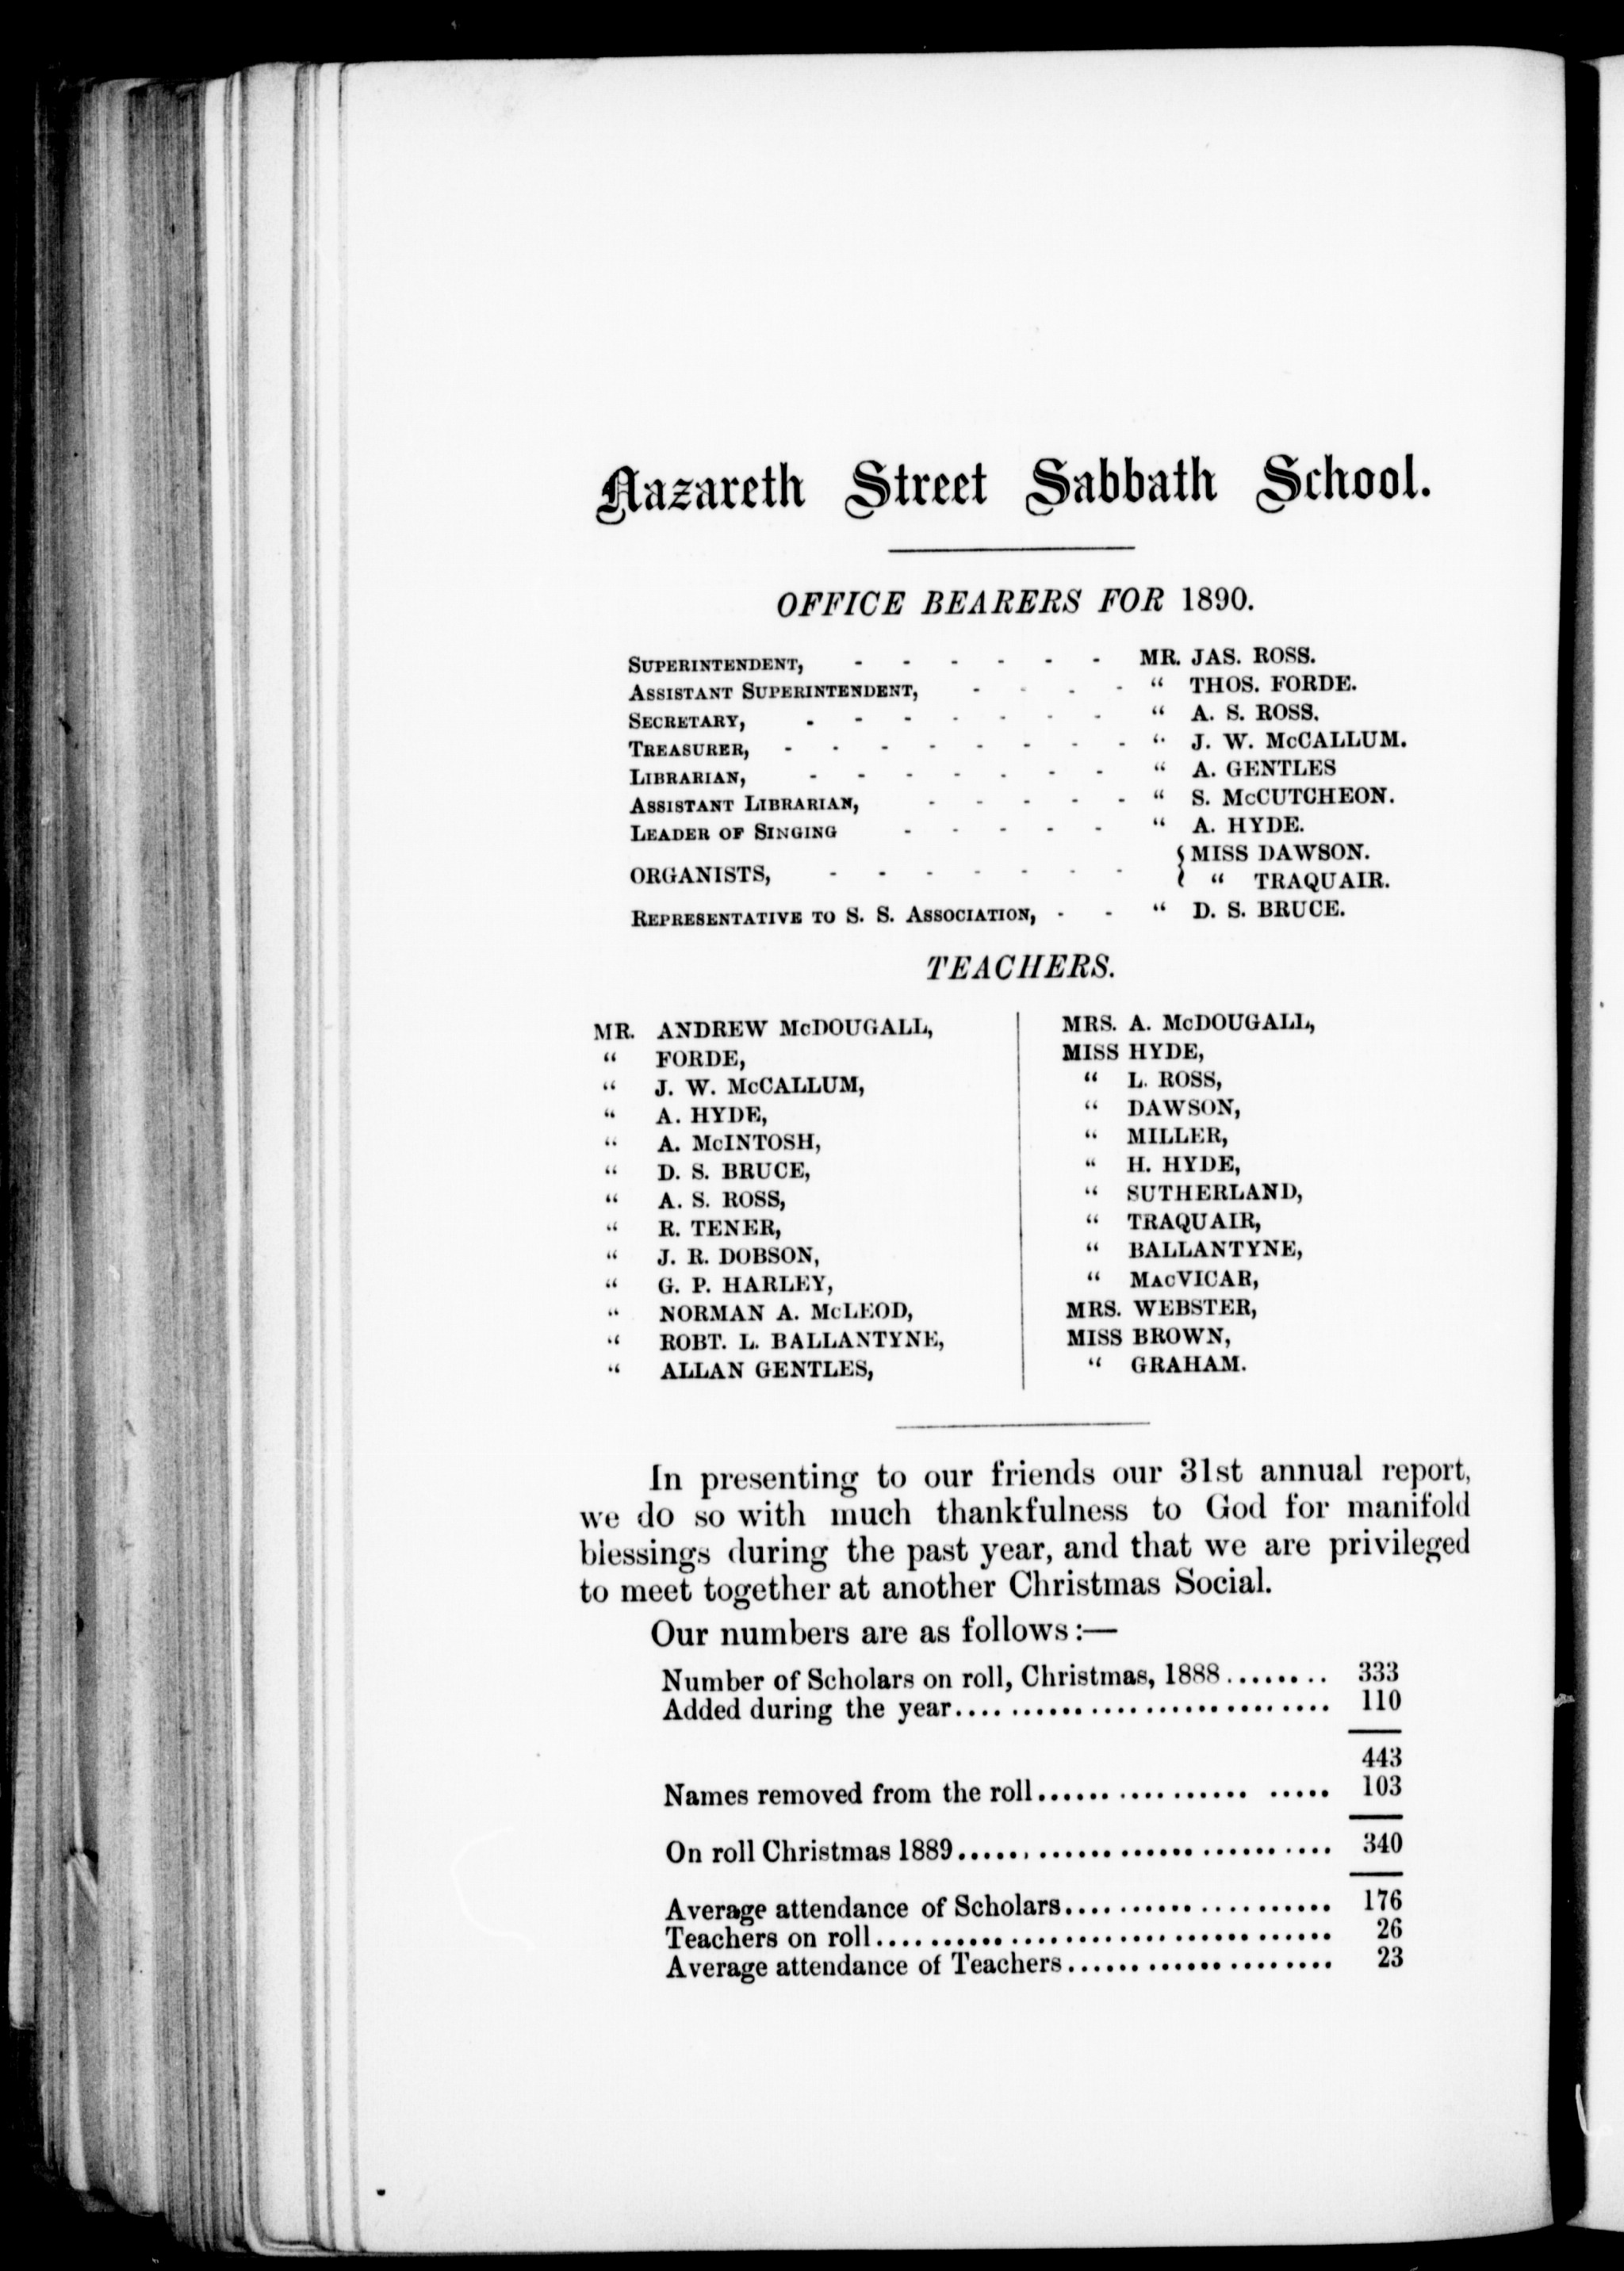 Nazareth Street Sabbath School.
OFFICE BEARERS FOR 1890.
SUPERINTENDENT, - - - - - - MR. JAS. ROSS.
ASSISTANT SUPERINTENDENT, - - - - “ THOS. FORDE.
SECRETARY, - - - - - - - “ A. S. ROSS.
TREASURER, - - - - - - - - “ J. W. McCALLUM.
LIBRARIAN, - - - - - - - “ A. GENTLES
ASSISTANT LIBRARIAN, - - - - - “ S. McCUTCHEON.
LEADER OF SINGING - - - - - “ A. HYDE.
ORGANISTS, - - - - - - - { MISS DAWSON.
“ TRAQUAIR.
REPRESENTATIVE TO S. S. ASSOCIATION, - - “ D. S. BRUCE.
TEACHERS.
MR. ANDREW McDOUGALL,
“ FORDE,
“ J. W. McCALLUM,
“ A. HYDE,
“ A. McINTOSH,
“ D. S. BRUCE,
“ A. S. ROSS,
“ R. TENER,
“ J. R. DOBSON,
“ G. P. HARLEY,
“ NORMAN A. McLEOD,
“ ROBT. L. BALLANTYNE,
“ ALLAN GENTLES,
MRS. A. McDOUGALL,
MISS HYDE,
“ L. ROSS,
“ DAWSON,
“ MILLER,
“ H. HYDE,
“ SUTHERLAND,
“ TRAQUAIR,
“ BALLANTYNE,
“ MacVICAR,
MRS. WEBSTER,
MISS BROWN,
“ GRAHAM.
In presenting to our friends our 31st annual report,
we do so with much thankfulness to God for manifold
blessings during the past year, and that we are privileged
to meet together at another Christmas Social.
Our numbers are as follows :—
Number of Scholars on roll, Christmas, 1888........ 333
Added during the year............................ 110
443
Names removed from the roll...................... 103
On roll Christmas 1889........................... 340
Average attendance of Scholars.................... 176
Teachers on roll.................................. 26
Average attendance of Teachers.................... 23